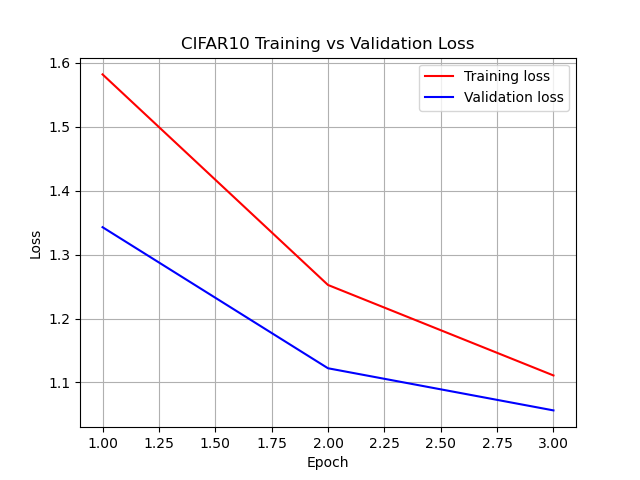 CIFAR10 Training vs Validation Loss
Training loss
Validation loss
1.6
1.5
1.4
1.3
1.2
1.1
Loss
1.00 1.25 1.50 1.75 2.00 2.25 2.50 2.75 3.00
Epoch